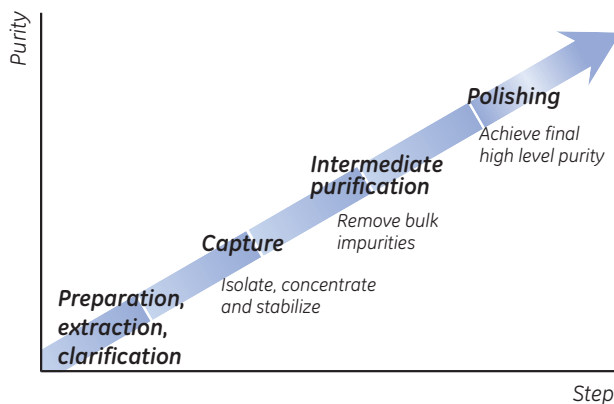 Purity
Polishing
Achieve final
high level purity
Intermediate
purification
Remove bulk
impurities
Capture
Isolate, concentrate
and stabilize
Preparation,
extraction,
clarification
Step